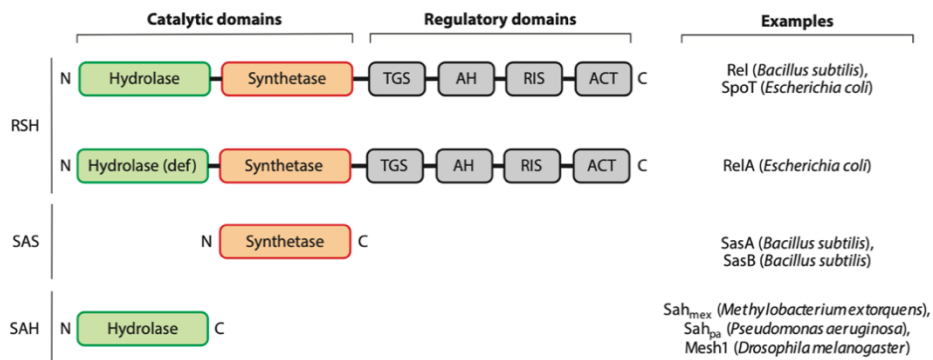 Catalytic domains Regulatory domains Examples
N Hydrolase Synthetase TGS AH RIS ACT C Rel (Bacillus subtilis),
SpoT (Escherichia coli)
RSH
N Hydrolase (def) Synthetase TGS AH RIS ACT C RelA (Escherichia coli)
SAS N Synthetase C SasA (Bacillus subtilis),
SasB (Bacillus subtilis)
SAH N Hydrolase C Sahmex (Methylobacterium extorquens),
Sahpa (Pseudomonas aeruginosa),
Mesh1 (Drosophila melanogaster)